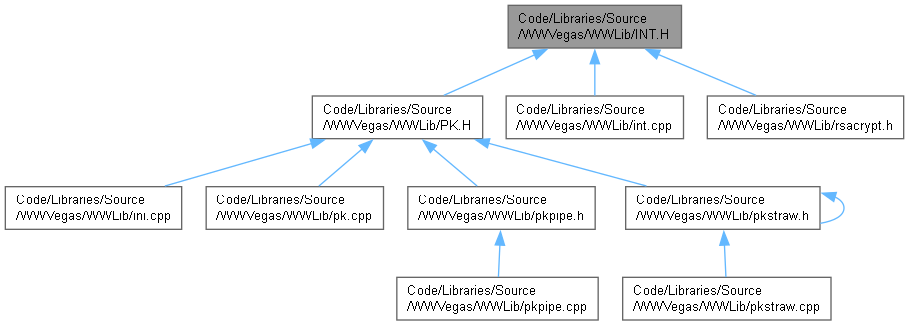 Code/Libraries/Source
/WWVegas/WWLib/INT.H
Code/Libraries/Source
/WWVegas/WWLib/PK.H
Code/Libraries/Source
/WWVegas/WWLib/int.cpp
Code/Libraries/Source
/WWVegas/WWLib/rsacrypt.h
Code/Libraries/Source
/WWVegas/WWLib/ini.cpp
Code/Libraries/Source
/WWVegas/WWLib/pk.cpp
Code/Libraries/Source
/WWVegas/WWLib/pkpipe.h
Code/Libraries/Source
/WWVegas/WWLib/pkstraw.h
Code/Libraries/Source
/WWVegas/WWLib/pkpipe.cpp
Code/Libraries/Source
/WWVegas/WWLib/pkstraw.cpp